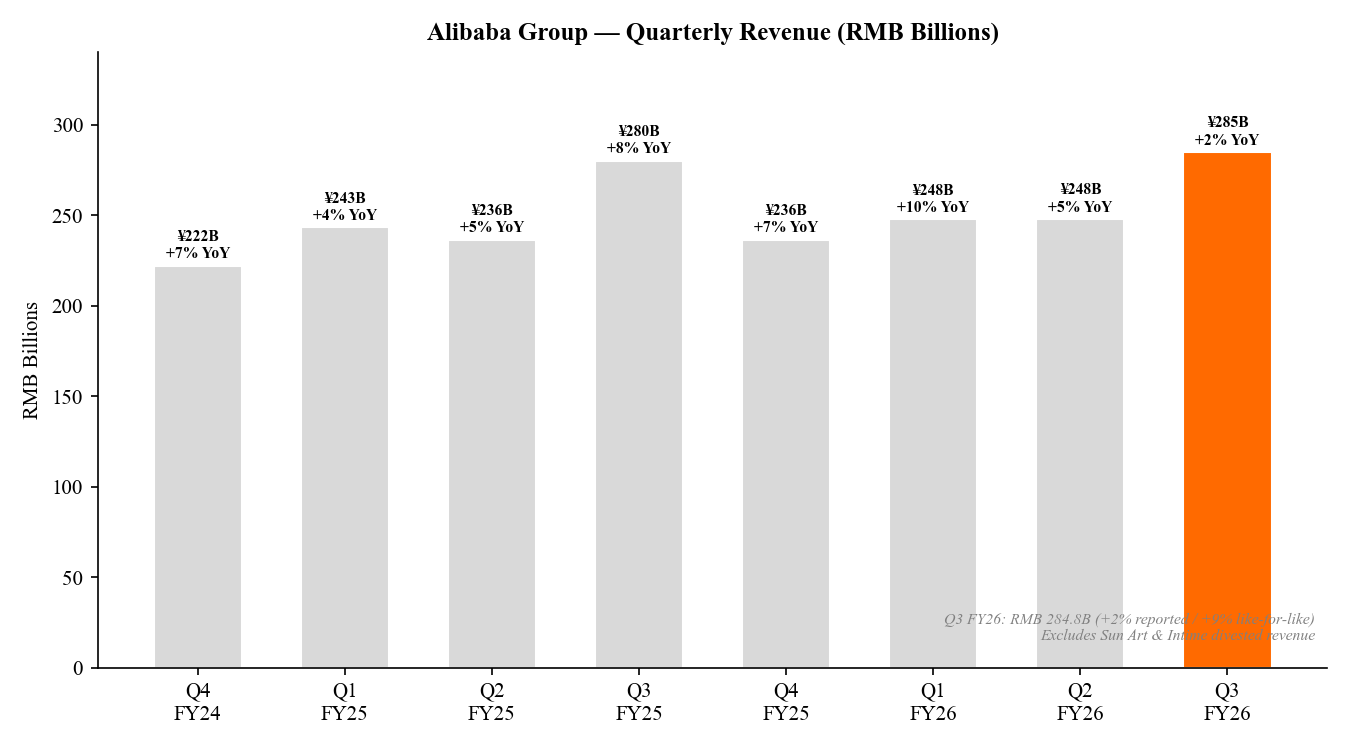 Alibaba Group — Quarterly Revenue (RMB Billions)
RMB Billions
300
250
200
150
100
50
0
¥222B
+7% YoY
¥243B
+4% YoY
¥236B
+5% YoY
¥280B
+8% YoY
¥236B
+7% YoY
¥248B
+10% YoY
¥248B
+5% YoY
¥285B
+2% YoY
Q3 FY26: RMB 284.8B (+2% reported / +9% like-for-like)
Excludes Sun Art & Intime diverted revenue
Q4
FY24
Q1
FY25
Q2
FY25
Q3
FY25
Q4
FY25
Q1
FY26
Q2
FY26
Q3
FY26